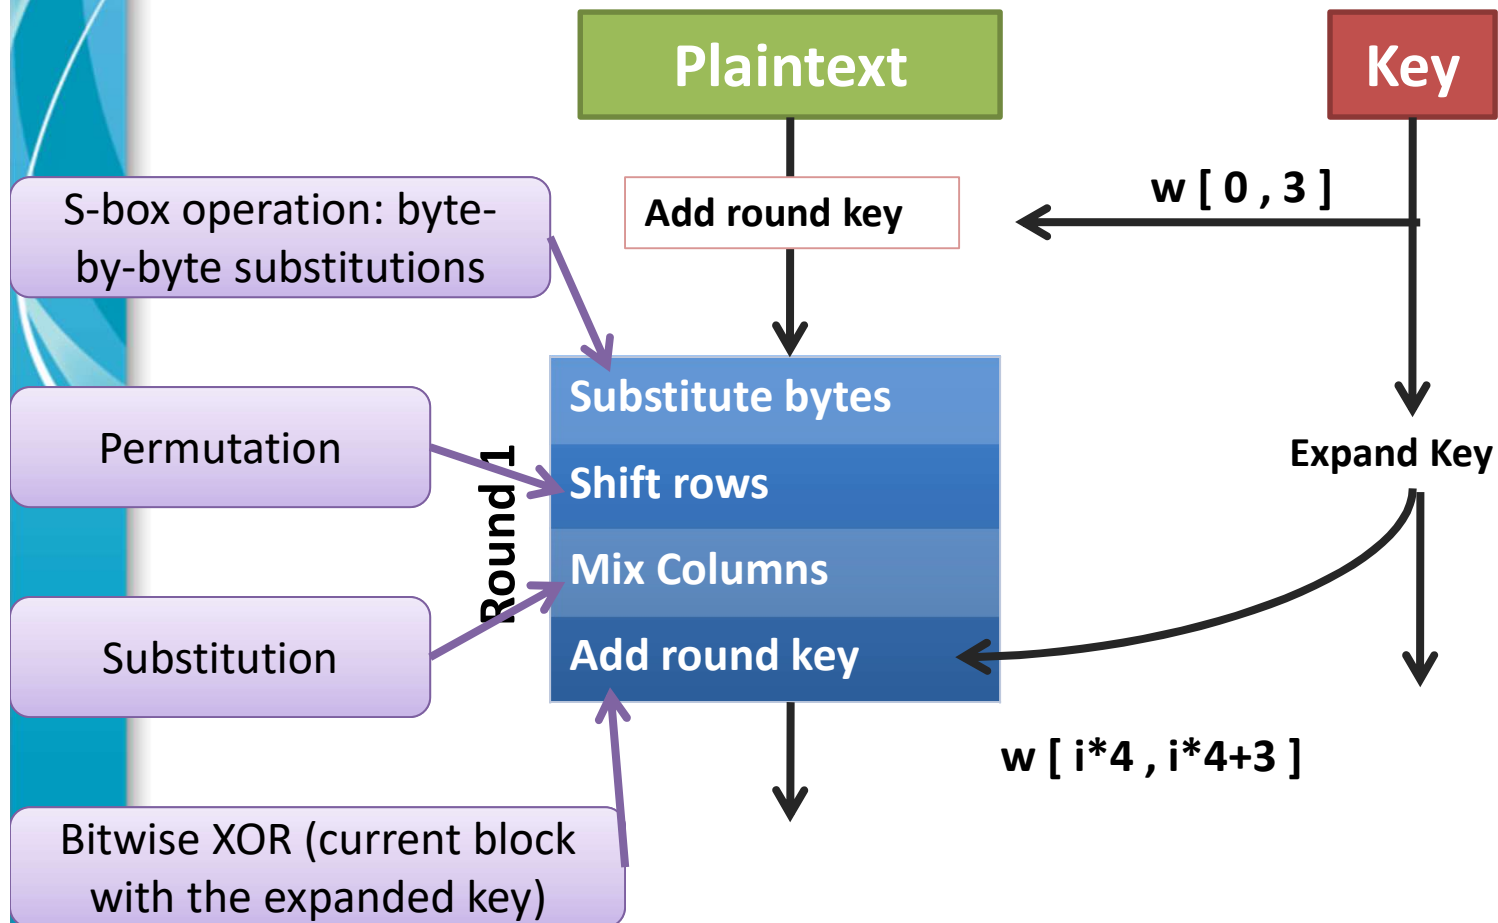 Plaintext
Key
w [ 0 , 3 ]
Add round key
S-box operation: byte-
by-byte substitutions
Substitute bytes
Permutation
Shift rows
Expand Key
Round 1
Mix Columns
Substitution
Add round key
w [ i*4 , i*4+3 ]
Bitwise XOR (current block
with the expanded key)